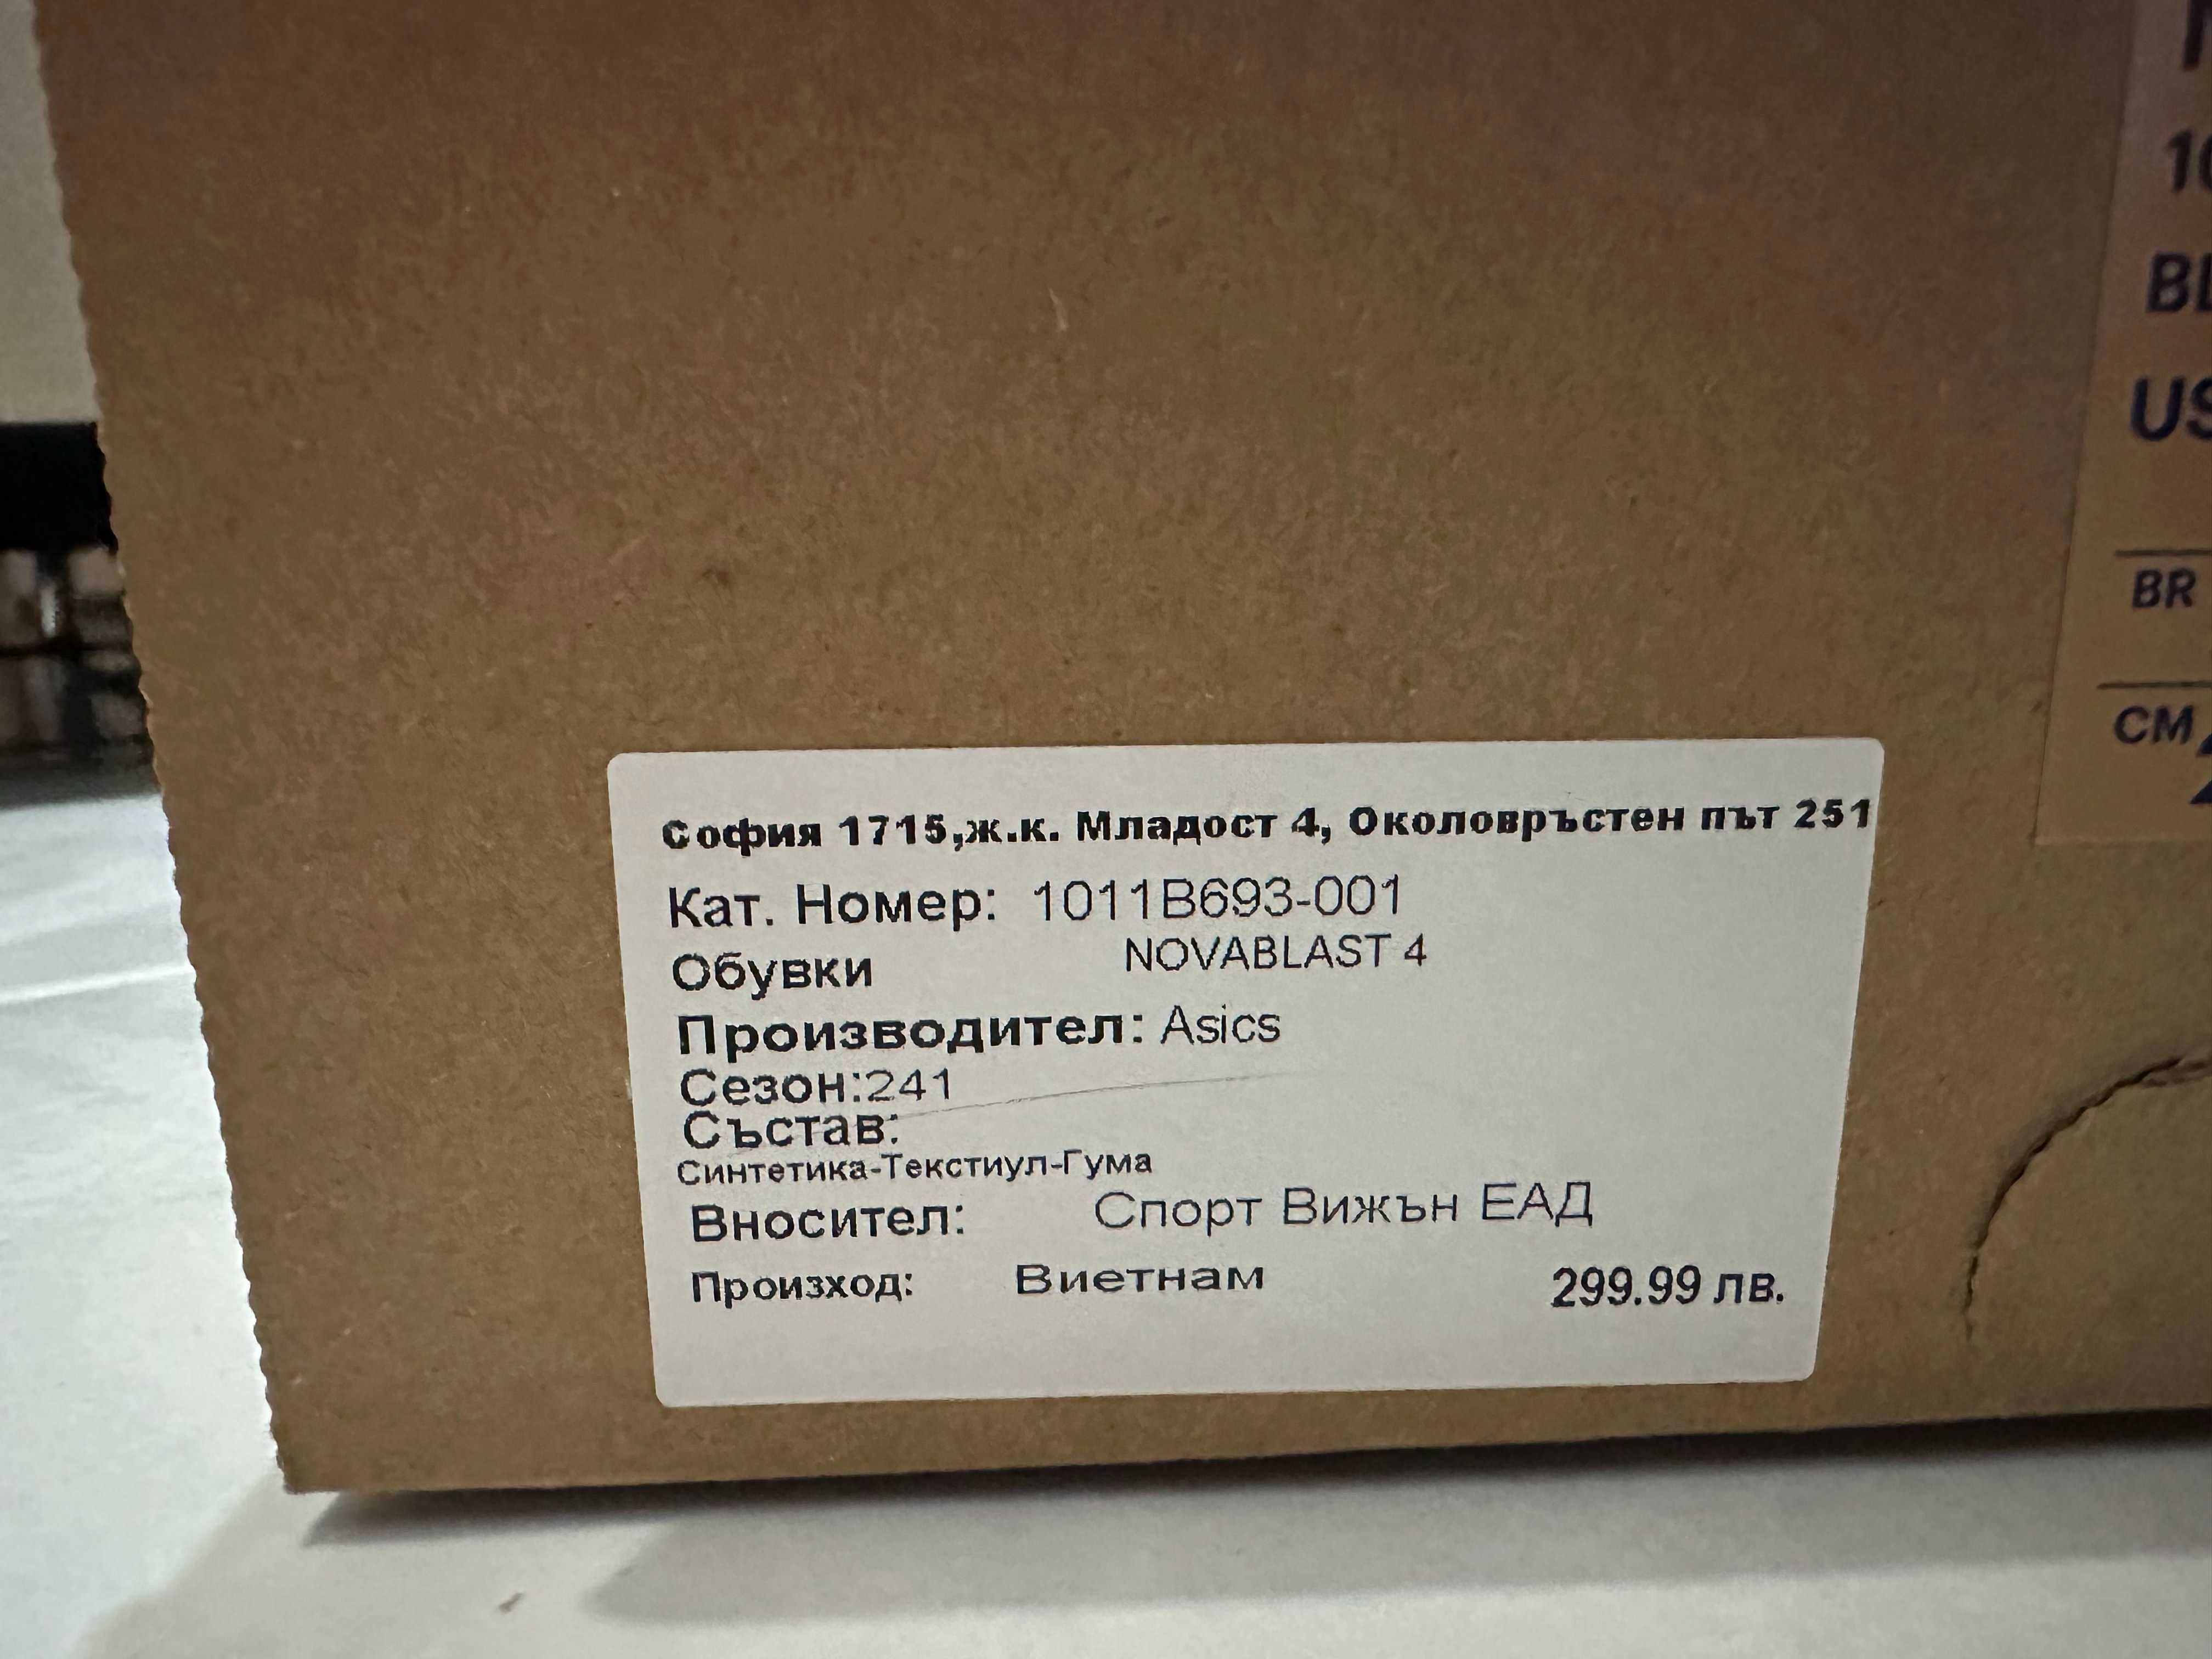 София 1715,ж.к. Младост 4, Околовръстен път 251
Кат. Номер: 1011B693-001
Обувки NOVABLAST 4
Производител: Asics
Сезон:241
Състав:
Синтетика-Текстиул-Гума
Вносител: Спорт Вижън ЕАД
Произход: Виетнам 299.99 лв.
BR
CM